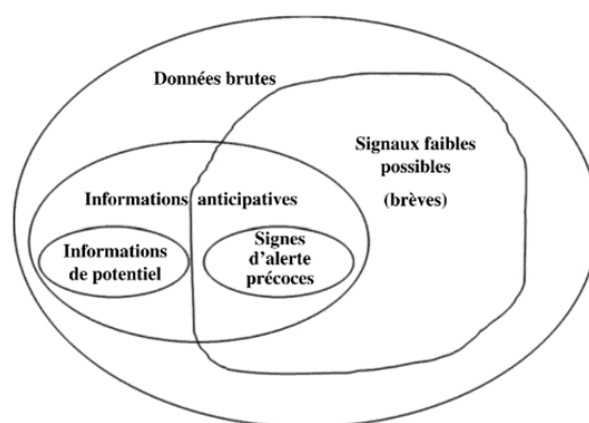 Données brutes
Signaux faibles
possibles
(brèves)
Informations anticipatives
Informations
de potentiel
Signes
d'alerte
précoces